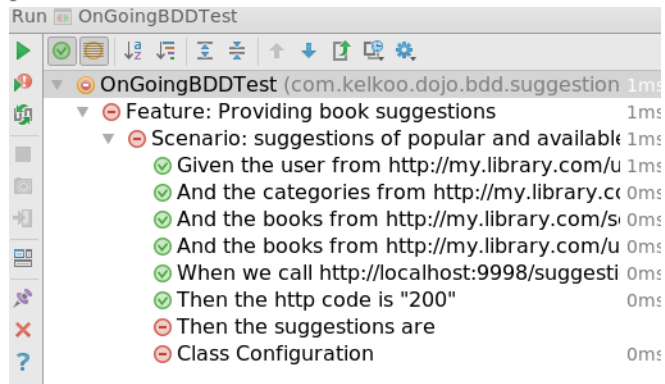 Run OnGoingBDDTest
OnGoingBDDTest (com.kelkoo.dojo.bdd.suggestion 1ms
Feature: Providing book suggestions 1ms
Scenario: suggestions of popular and available 1ms
Given the user from http://my.library.com/u 1ms
And the categories from http://my.library.co 0ms
And the books from http://my.library.com/se 0ms
And the books from http://my.library.com/u 0ms
When we call http://localhost:9998/suggesti 0ms
Then the http code is "200" 0ms
Then the suggestions are
Class Configuration 0ms